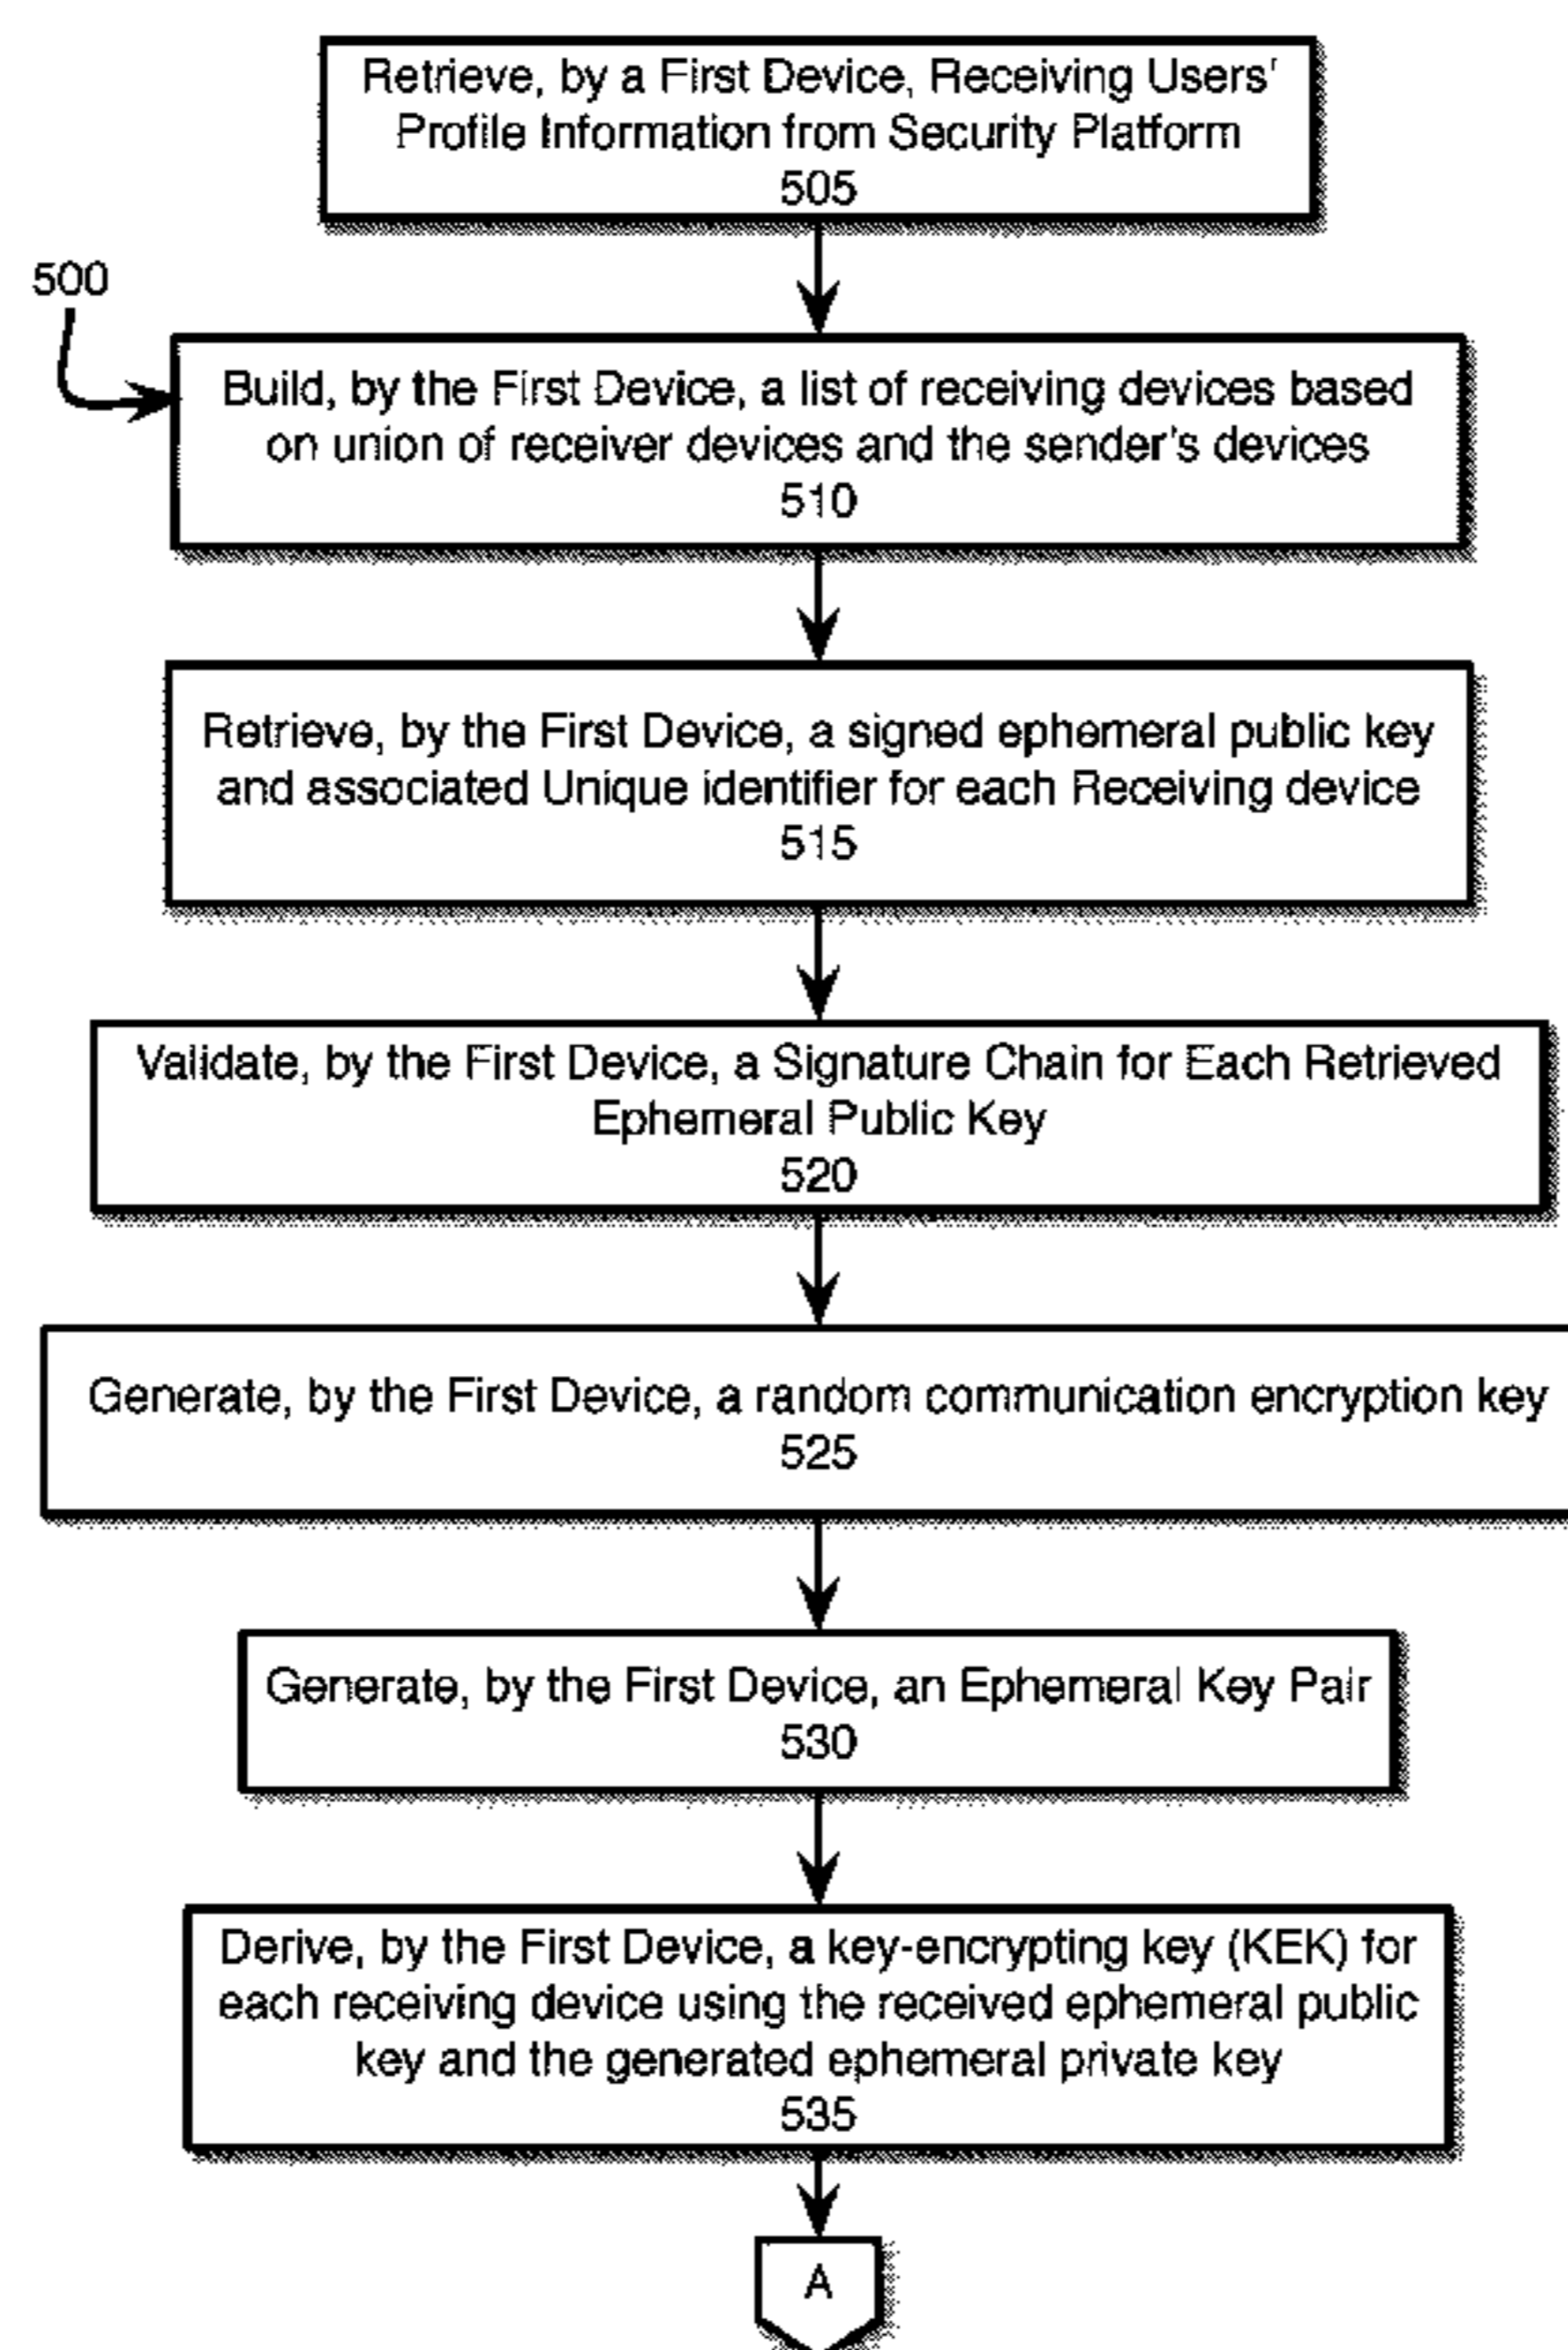 Retrieve, by a First Device, Receiving Users'
Profile Information from Security Platform
505
500
Build, by the First Device, a list of receiving devices based
on union of receiver devices and the sender's devices
510
Retrieve, by the First Device, a signed ephemeral public key
and associated Unique identifier for each Receiving device
515
Validate, by the First Device, a Signature Chain for Each Retrieved
Ephemeral Public Key
520
Generate, by the First Device, a random communication encryption key
525
Generate, by the First Device, an Ephemeral Key Pair
530
Derive, by the First Device, a key-encrypting key (KEK) for
each receiving device using the received ephemeral public
key and the generated ephemeral private key
535
A